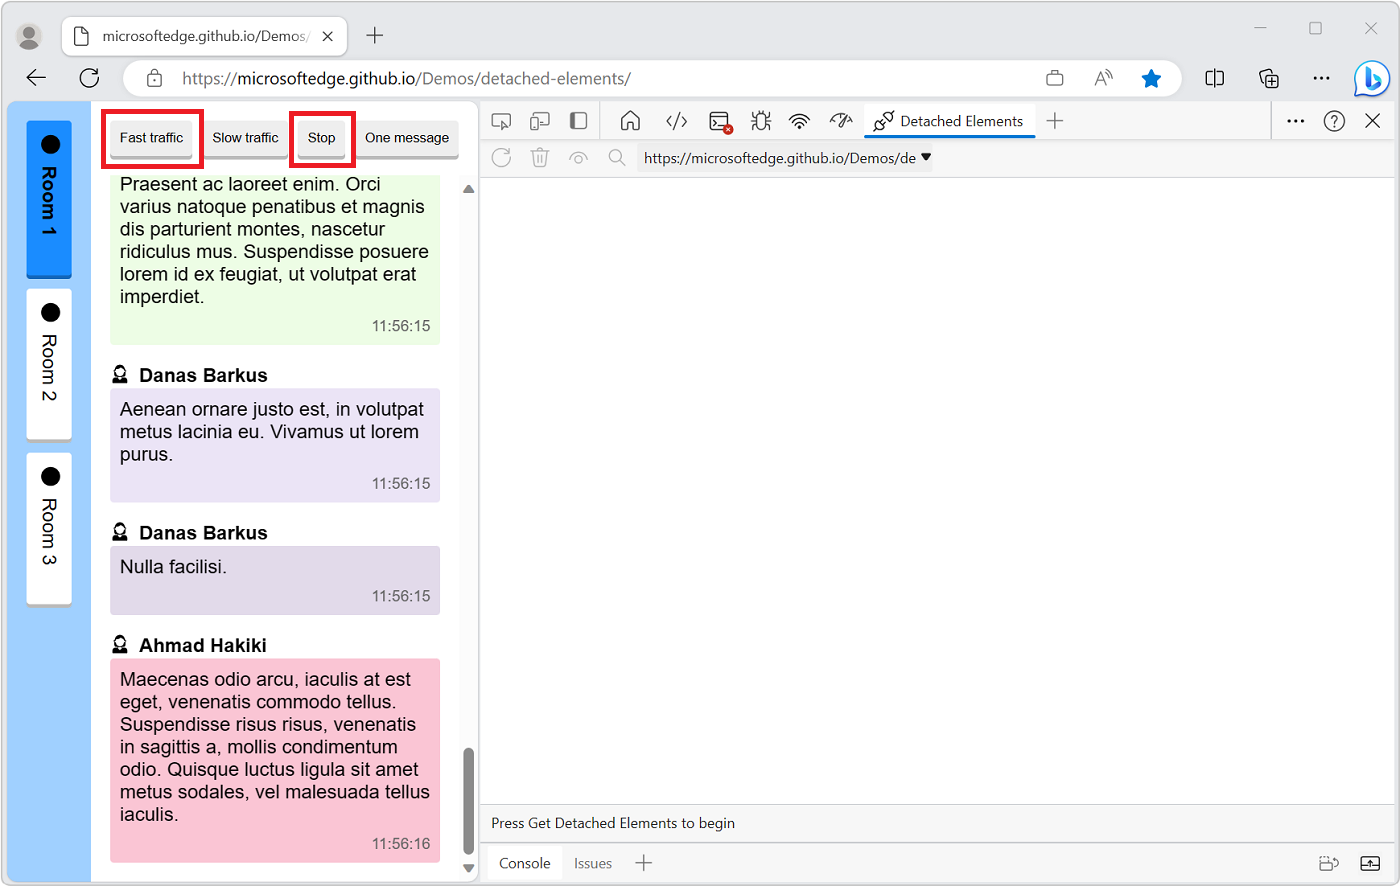 microsoftedge.github.io/Demos/
https://microsoftedge.github.io/Demos/detached-elements/
Room 1
Room 2
Room 3
Fast traffic
Slow traffic
Stop
One message
Praesent ac laoreet enim. Orci
varius natoque penatibus et magnis
dis parturient montes, nascetur
ridiculus mus. Suspendisse posuere
lorem id ex feugiat, ut volutpat erat
imperdiet.
11:56:15
Danas Barkus
Aenean ornare justo est, in volutpat
metus lacinia eu. Vivamus ut lorem
purus.
11:56:15
Danas Barkus
Nulla facilisi.
11:56:15
Ahmad Hakiki
Maecenas odio arcu, iaculis at est
eget, venenatis commodo tellus.
Suspendisse risus risus, venenatis
in sagittis a, mollis condimentum
odio. Quisque luctus ligula sit amet
metus sodales, vel malesuada tellus
iaculis.
11:56:16
Detached Elements
https://microsoftedge.github.io/Demos/de
Press Get Detached Elements to begin
Console
Issues